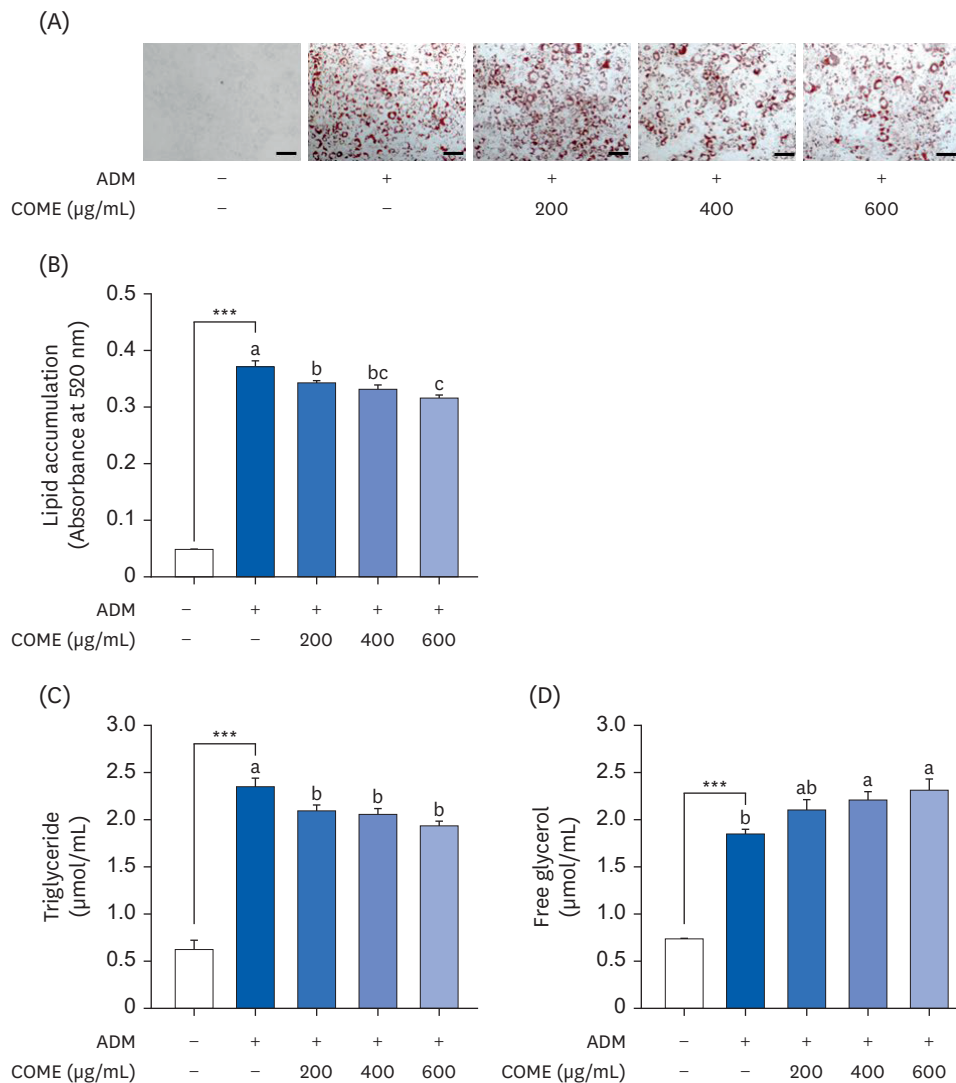 (A)
ADM − + + + +
COME (µg/mL) − − 200 400 600
(B)
Lipid accumulation
(Absorbance at 520 nm)
0.5
0.4
0.3
0.2
0.1
0
***
a
b
bc
c
ADM − + + + +
COME (µg/mL) − − 200 400 600
(C)
Triglyceride
(µmol/mL)
3.0
2.5
2.0
1.5
1.0
0.5
0
***
a
b
b
b
ADM − + + + +
COME (µg/mL) − − 200 400 600
(D)
Free glycerol
(µmol/mL)
3.0
2.5
2.0
1.5
1.0
0.5
0
***
b
ab
a
a
ADM − + + + +
COME (µg/mL) − − 200 400 600